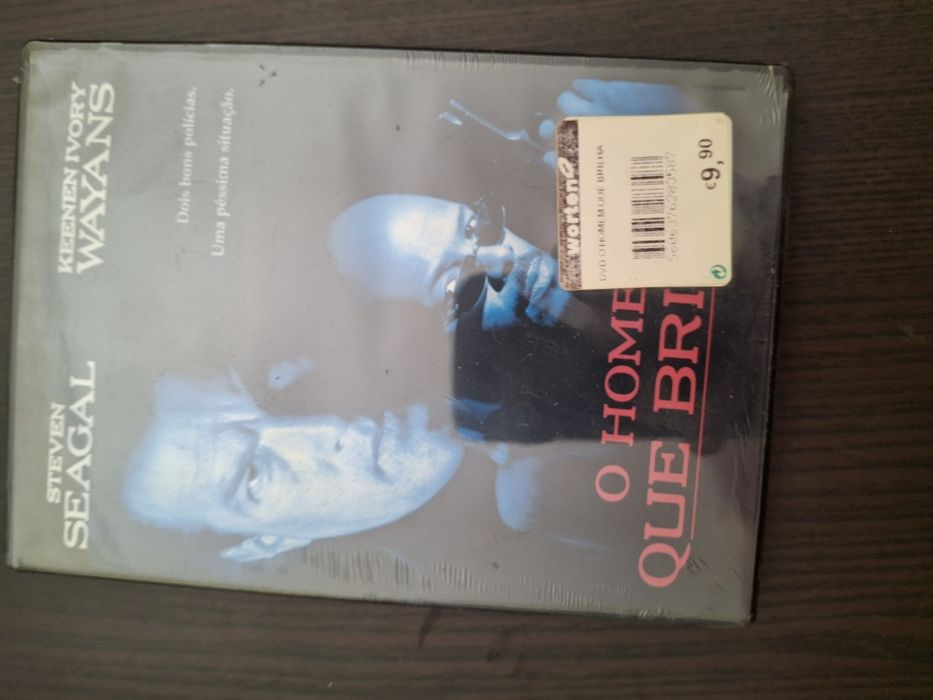 STEVEN
SEAGAL
KEENEN IVORY
WAYANS
Dois bons polícias.
Uma péssima situação.
worten
DVD O HOMEM QUE BRILHA
5606376283587
€9,90
O HOME
QUE BRI